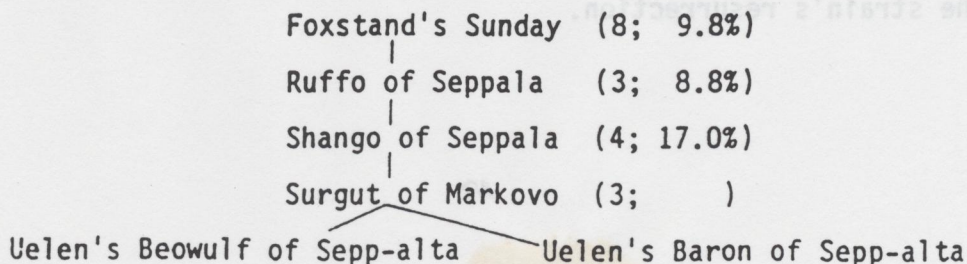 Foxstand's Sunday (8; 9.8%)
Ruffo of Seppala (3; 8.8%)
Shango of Seppala (4; 17.0%)
Surgut of Markovo (3; )
Uelen's Beowulf of Sepp-alta Uelen's Baron of Sepp-alta